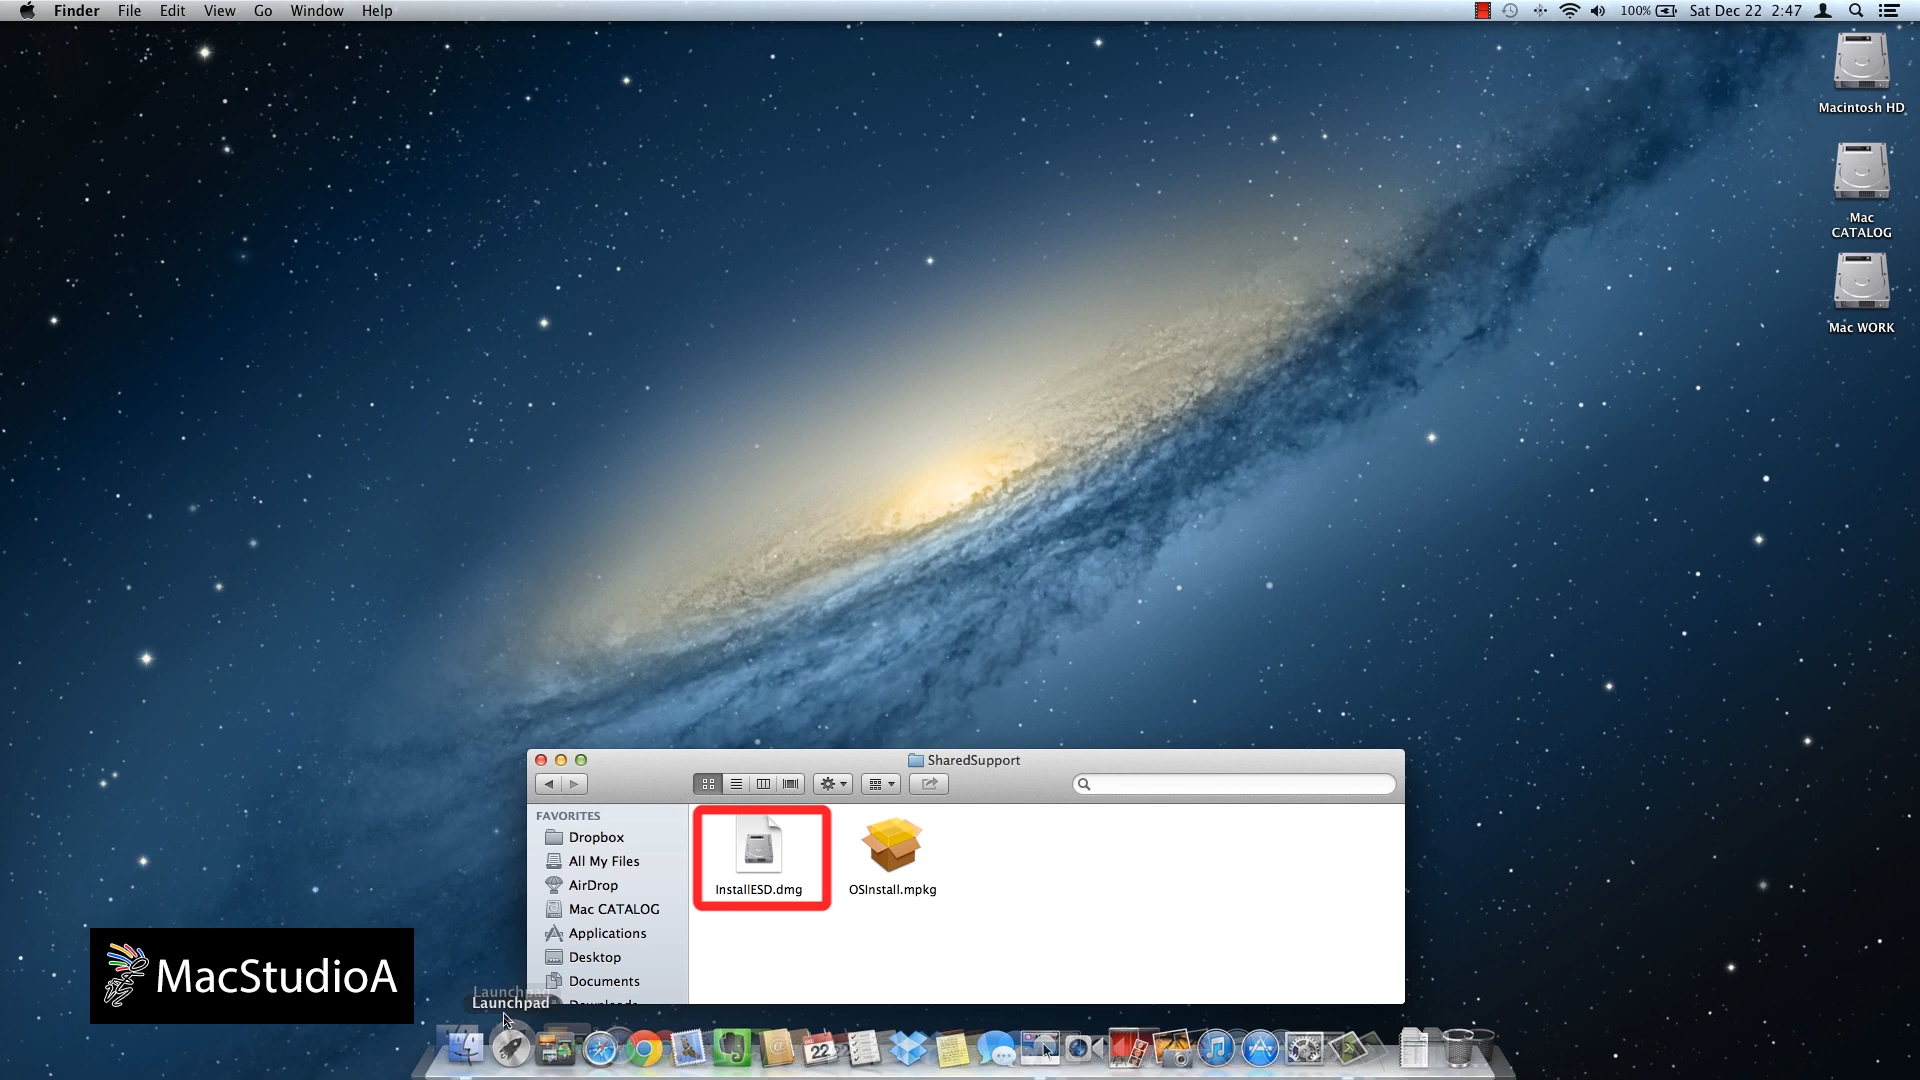 Finder File Edit View Go Window Help
100% Sat Dec 22 2:47
Macintosh HD
Mac
CATALOG
Mac WORK
SharedSupport
FAVORITES
Dropbox
All My Files
AirDrop
Mac CATALOG
Applications
Desktop
Documents
Downloads
InstallESD.dmg
OSInstall.mpkg
MacStudioA
Launchpad
Launchpad
22